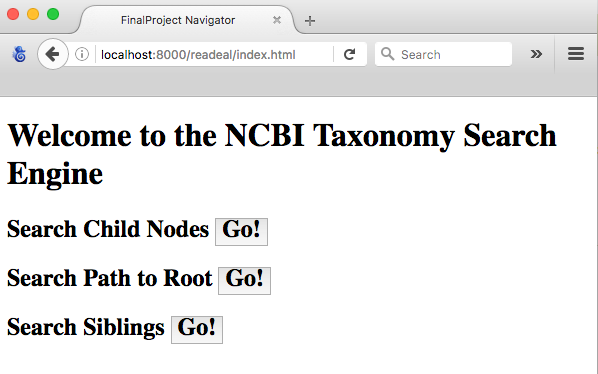 FinalProject Navigator
localhost:8000/readeal/index.html
Search
Welcome to the NCBI Taxonomy Search
Engine
Search Child Nodes Go!
Search Path to Root Go!
Search Siblings Go!